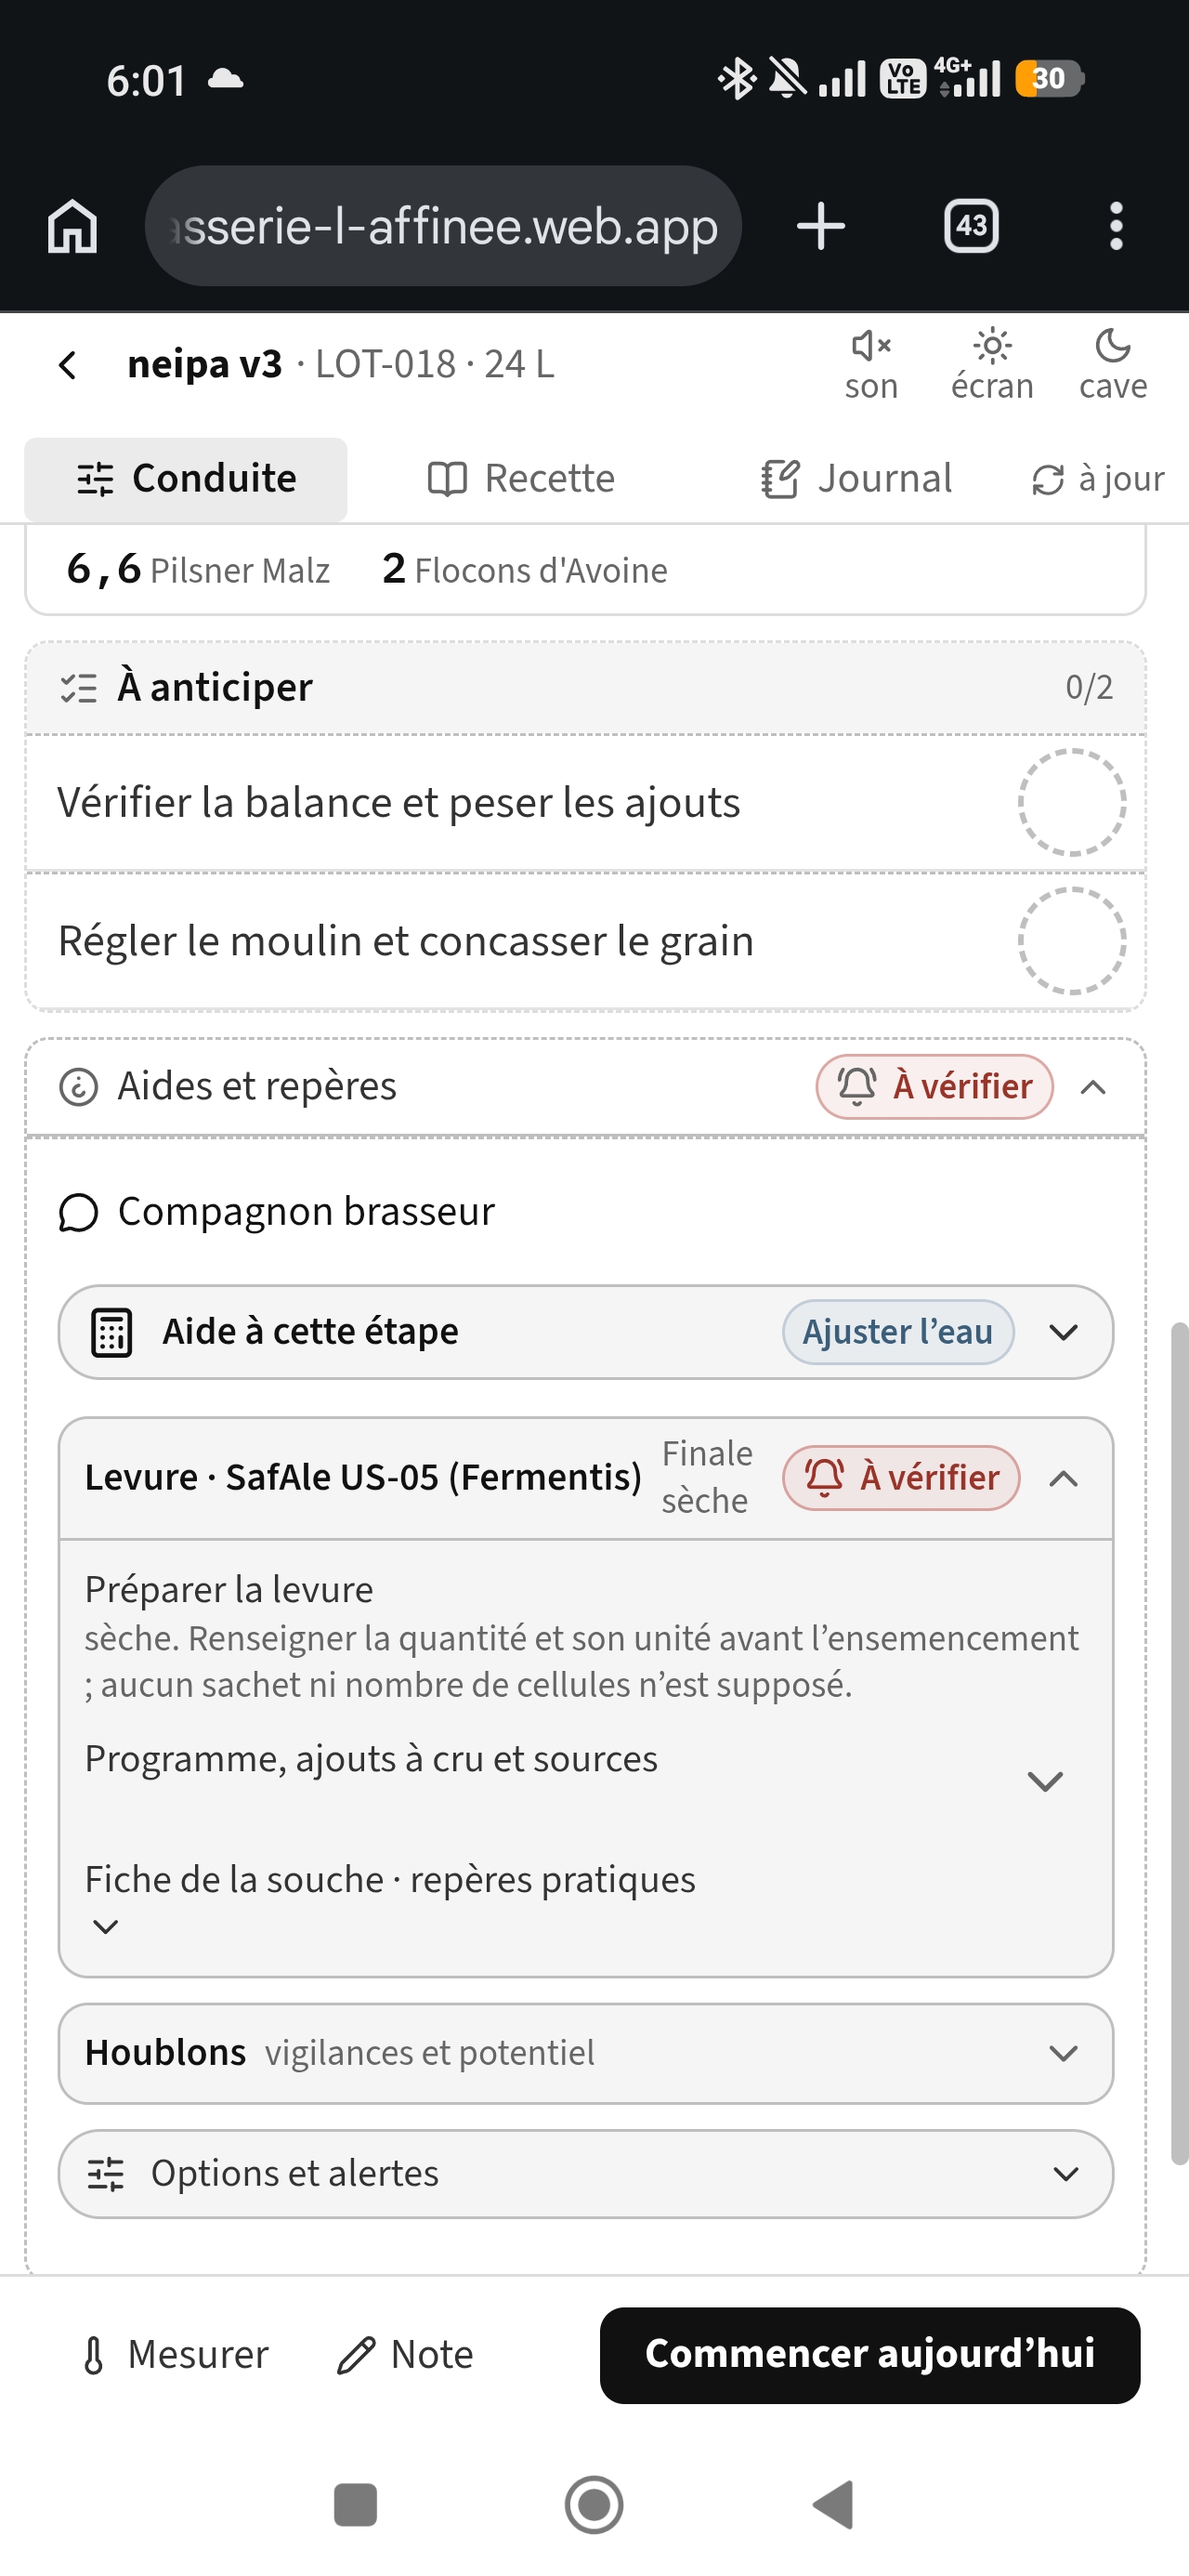 6:01
Vo LTE 4G+ 30
asserie-l-affinee.web.app 43
neipa v3 · LOT-018 · 24 L
son écran cave
Conduite Recette Journal à jour
6,6 Pilsner Malz 2 Flocons d'Avoine
À anticiper 0/2
Vérifier la balance et peser les ajouts
Régler le moulin et concasser le grain
Aides et repères À vérifier
Compagnon brasseur
Aide à cette étape Ajuster l’eau
Levure · SafAle US-05 (Fermentis) Finale sèche À vérifier
Préparer la levure
sèche. Renseigner la quantité et son unité avant l’ensemencement
; aucun sachet ni nombre de cellules n’est supposé.
Programme, ajouts à cru et sources
Fiche de la souche · repères pratiques
Houblons vigilances et potentiel
Options et alertes
Mesurer Note Commencer aujourd’hui